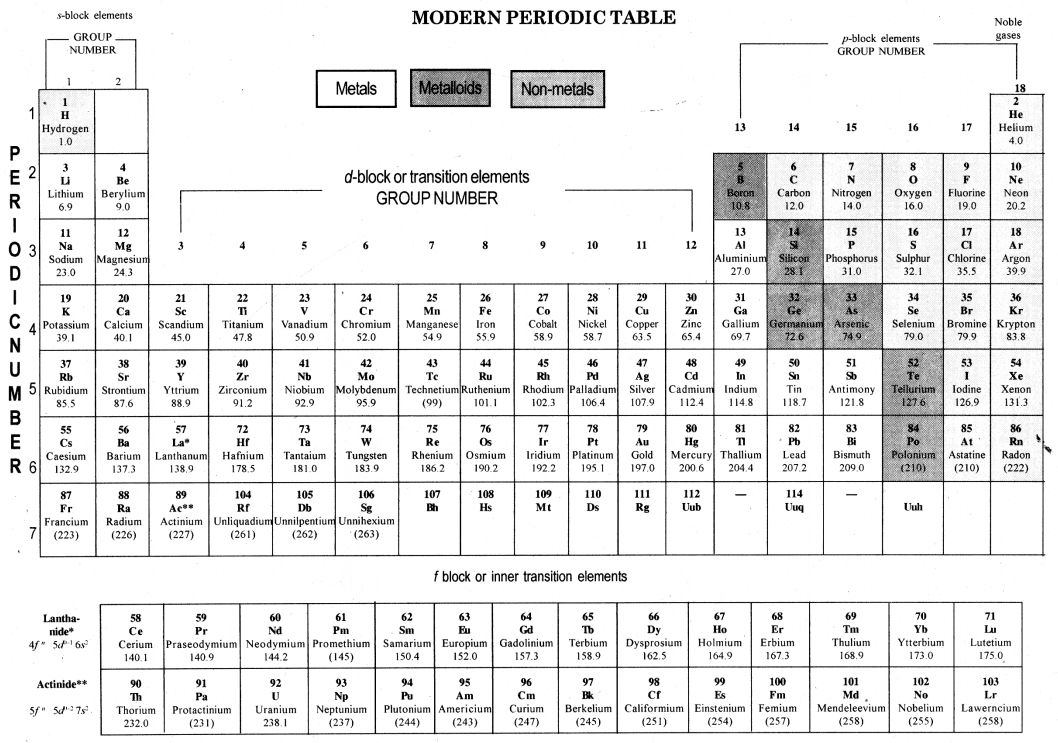 s-block elements
MODERN PERIODIC TABLE
Noble
gases
GROUP
NUMBER
p-block elements
GROUP NUMBER
1 2
Metals Metalloids Non-metals
18
1
1 2
H He
Hydrogen Helium
1.0 4.0
13 14 15 16 17
PERIODIC NUMBER
d-block or transition elements
GROUP NUMBER
2
3 4 5 6 7 8 9 10
Li Be B C N O F Ne
Lithium Berylium Boron Carbon Nitrogen Oxygen Fluorine Neon
6.9 9.0 10.8 12.0 14.0 16.0 19.0 20.2
3 4 5 6 7 8 9 10 11 12
3
11 12 13 14 15 16 17 18
Na Mg Al Si P S Cl Ar
Sodium Magnesium Aluminium Silicon Phosphorus Sulphur Chlorine Argon
23.0 24.3 27.0 28.1 31.0 32.1 35.5 39.9
4
19 20 21 22 23 24 25 26 27 28 29 30 31 32 33 34 35 36
K Ca Sc Ti V Cr Mn Fe Co Ni Cu Zn Ga Ge As Se Br Kr
Potassium Calcium Scandium Titanium Vanadium Chromium Manganese Iron Cobalt Nickel Copper Zinc Gallium Germanium Arsenic Selenium Bromine Krypton
39.1 40.1 45.0 47.8 50.9 52.0 54.9 55.9 58.9 58.7 63.5 65.4 69.7 72.6 74.9 79.0 79.9 83.8
5
37 38 39 40 41 42 43 44 45 46 47 48 49 50 51 52 53 54
Rb Sr Y Zr Nb Mo Tc Ru Rh Pd Ag Cd In Sn Sb Te I Xe
Rubidium Strontium Yttrium Zirconium Niobium Molybdenum Technetium Ruthenium Rhodium Palladium Silver Cadmium Indium Tin Antimony Tellurium Iodine Xenon
85.5 87.6 88.9 91.2 92.9 95.9 (99) 101.1 102.3 106.4 107.9 112.4 114.8 118.7 121.8 127.6 126.9 131.3
6
55 56 57 72 73 74 75 76 77 78 79 80 81 82 83 84 85 86
Cs Ba La* Hf Ta W Re Os Ir Pt Au Hg Tl Pb Bi Po At Rn
Caesium Barium Lanthanum Hafnium Tantaium Tungsten Rhenium Osmium Iridium Platinum Gold Mercury Thallium Lead Bismuth Polonium Astatine Radon
132.9 137.3 138.9 178.5 181.0 183.9 186.2 190.2 192.2 195.1 197.0 200.6 204.4 207.2 209.0 (210) (210) (222)
7
87 88 89 104 105 106 107 108 109 110 111 112 — 114 —
Fr Ra Ac** Rf Db Sg Bh Hs Mt Ds Rg Uub Uuq Uuh
Francium Radium Actinium Unliquadium Unnilpentium Unnihexium
(223) (226) (227) (261) (262) (263)
f block or inner transition elements
Lantha-
nide*
4fⁿ 5dⁿ⁻¹ 6s²
58 59 60 61 62 63 64 65 66 67 68 69 70 71
Ce Pr Nd Pm Sm Eu Gd Tb Dy Ho Er Tm Yb Lu
Cerium Praseodymium Neodymium Promethium Samarium Europium Gadolinium Terbium Dysprosium Holmium Erbium Thulium Ytterbium Lutetium
140.1 140.9 144.2 (145) 150.4 152.0 157.3 158.9 162.5 164.9 167.3 168.9 173.0 175.0
Actinide**
5fⁿ 5dⁿ⁻² 7s²
90 91 92 93 94 95 96 97 98 99 100 101 102 103
Th Pa U Np Pu Am Cm Bk Cf Es Fm Md No Lr
Thorium Protactinium Uranium Neptunium Plutonium Americium Curium Berkelium Californium Einstenium Femium Mendeleevium Nobelium Lawerncium
232.0 (231) 238.1 (237) (244) (243) (247) (245) (251) (254) (257) (258) (255) (258)